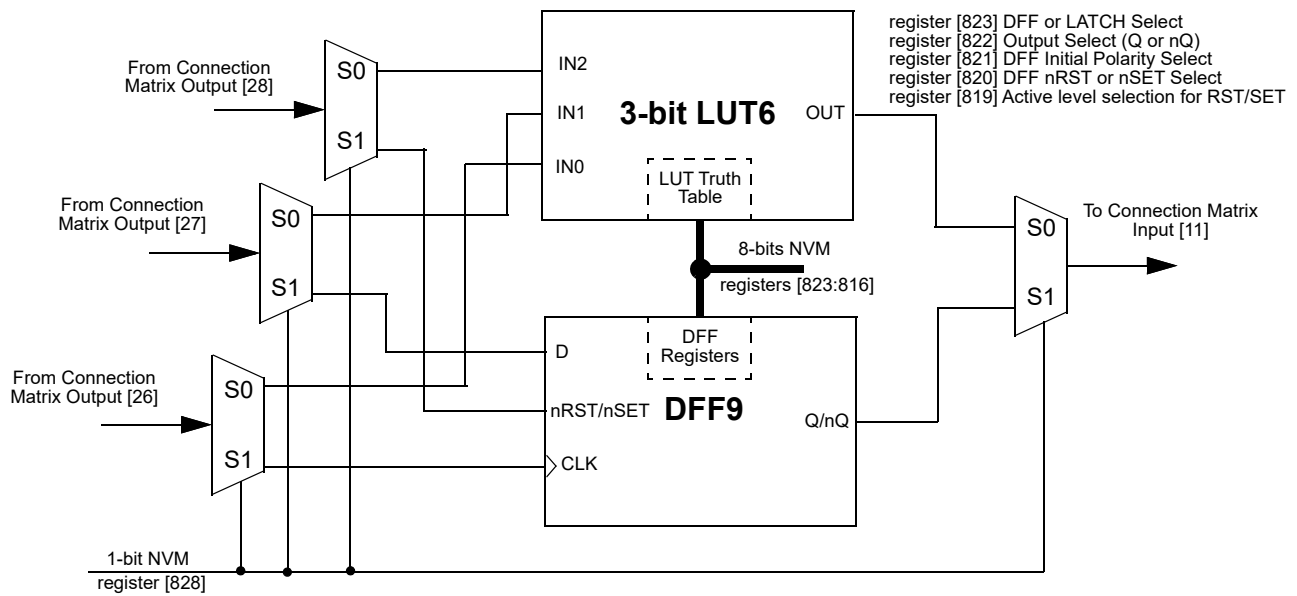 register [823] DFF or LATCH Select
register [822] Output Select (Q or nQ)
register [821] DFF Initial Polarity Select
register [820] DFF nRST or nSET Select
register [819] Active level selection for RST/SET
From Connection
Matrix Output [28]
S0
S1
IN2
IN1
IN0
3-bit LUT6
OUT
LUT Truth
Table
From Connection
Matrix Output [27]
S0
S1
8-bits NVM
registers [823:816]
S0
S1
To Connection Matrix
Input [11]
From Connection
Matrix Output [26]
S0
S1
DFF
Registers
D
nRST/nSET
CLK
DFF9
Q/nQ
1-bit NVM
register [828]